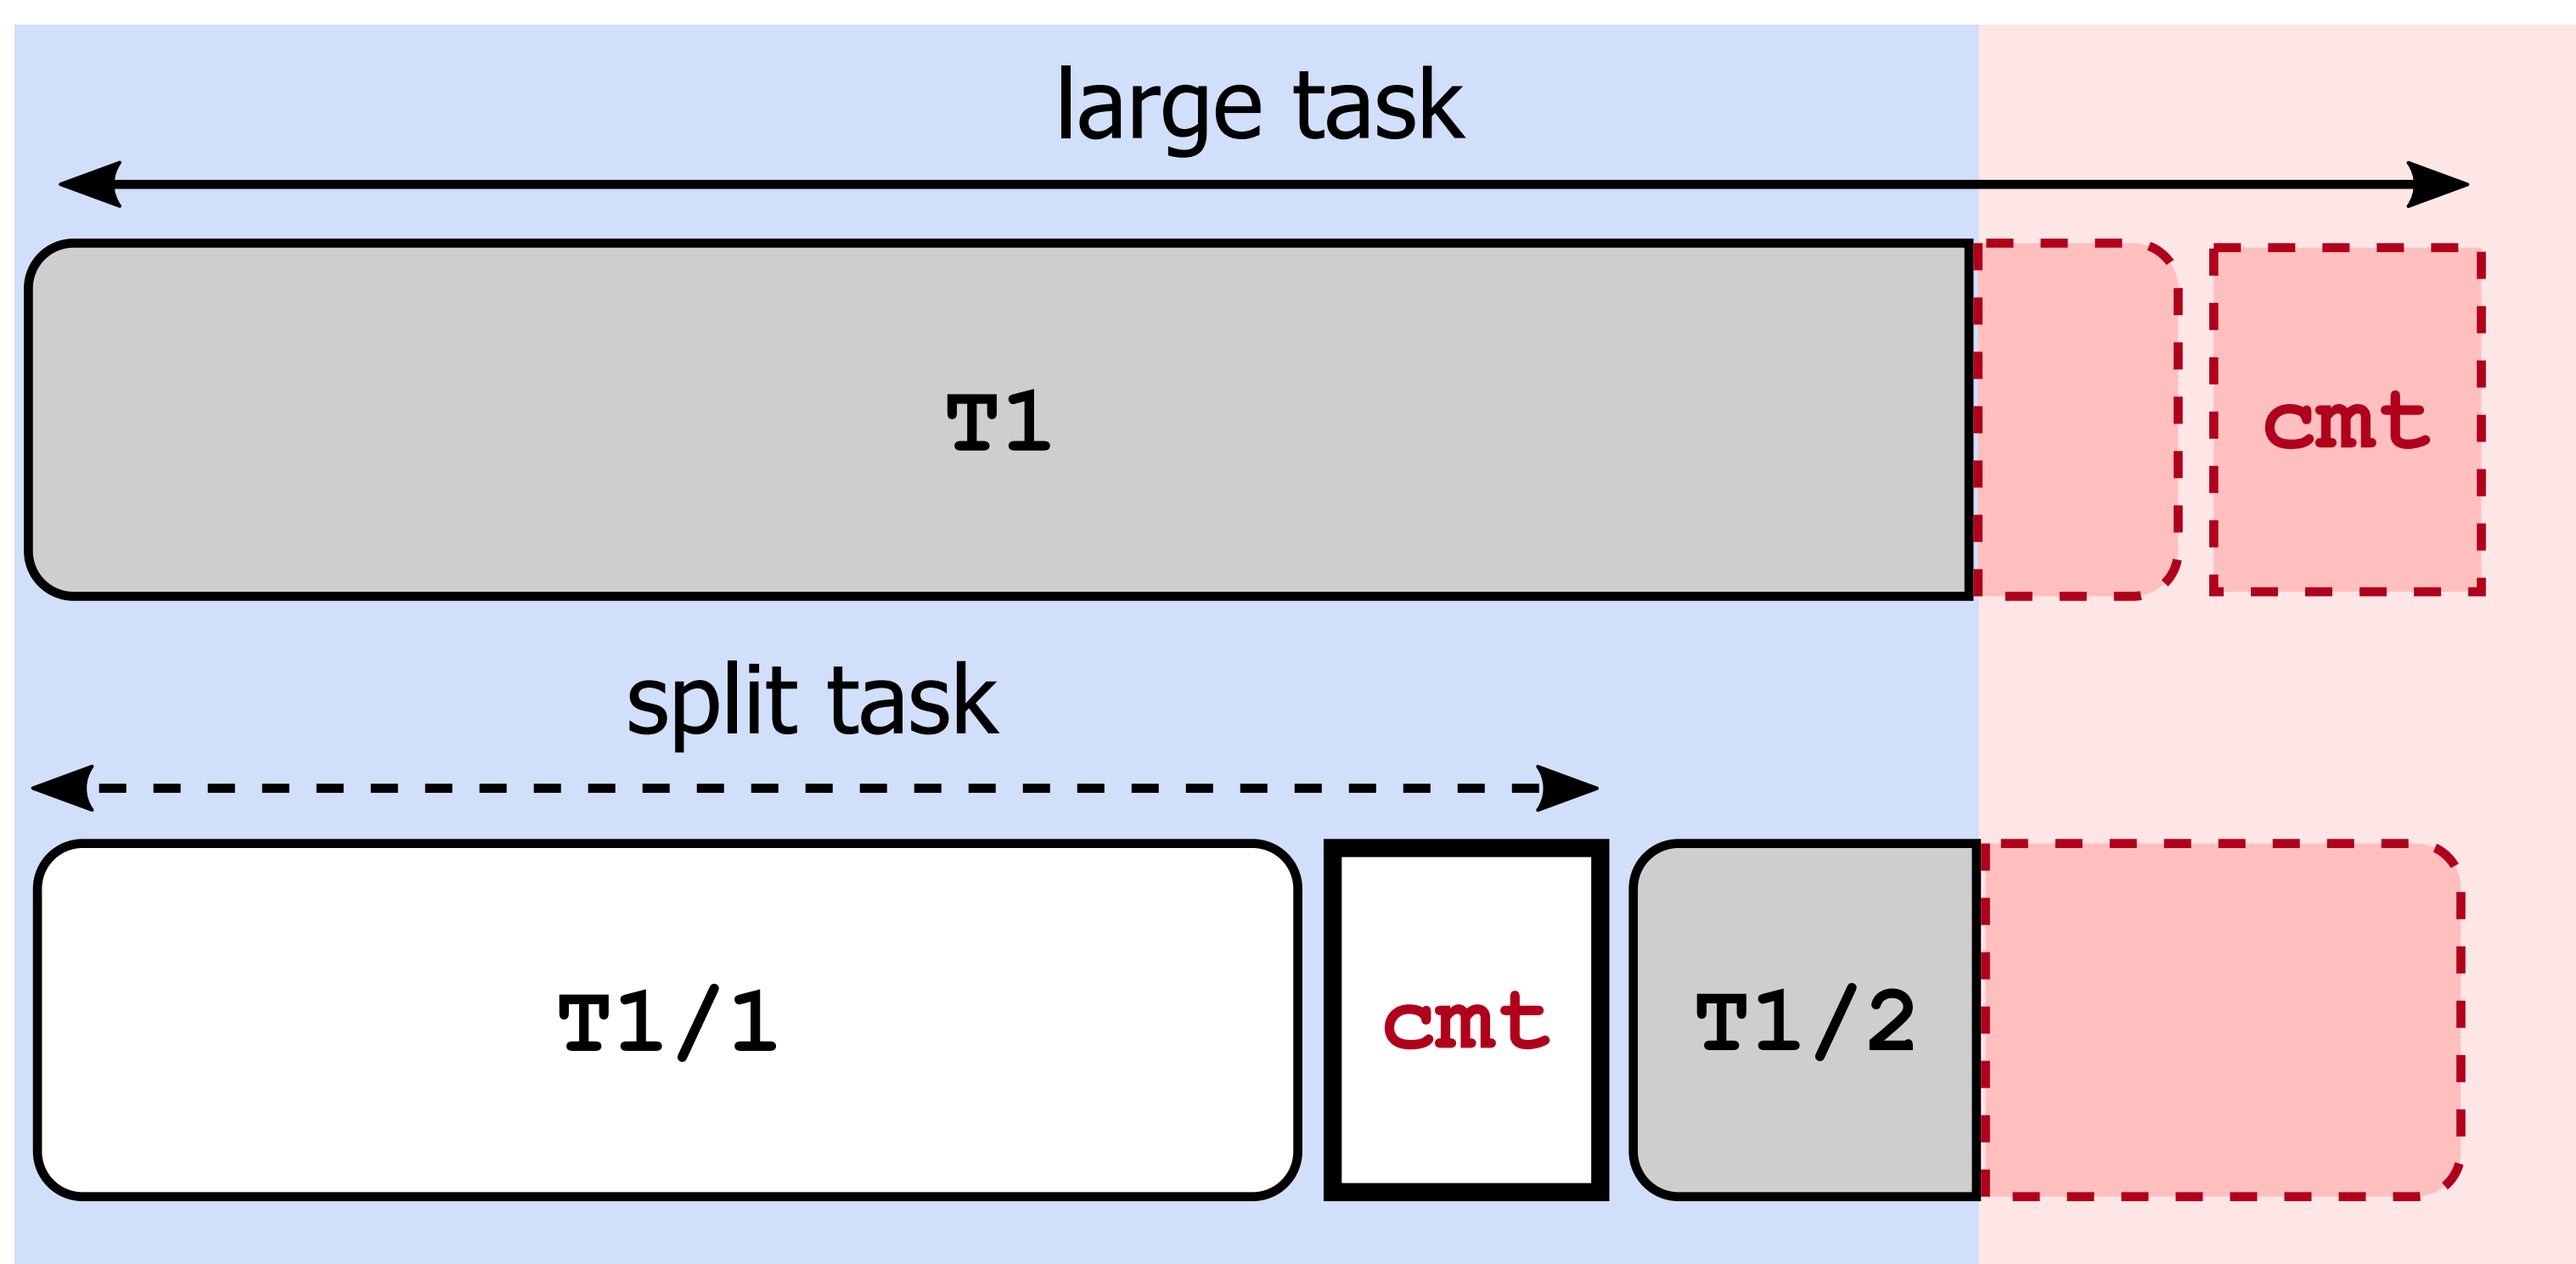 large task
T1
cmt
split task
T1/1
cmt
T1/2